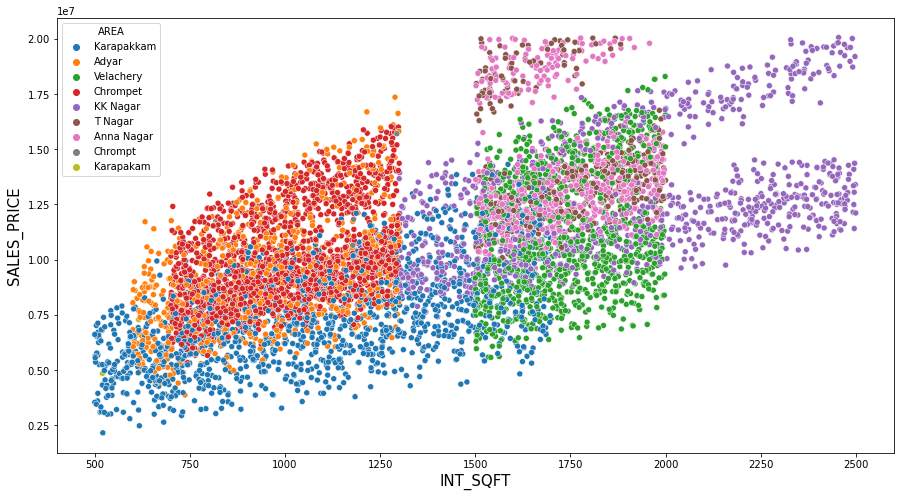 1e7
AREA
Karapakkam
Adyar
Velachery
Chrompet
KK Nagar
T Nagar
Anna Nagar
Chrompt
Karapakam
2.00
1.75
1.50
1.25
1.00
0.75
0.50
0.25
SALES_PRICE
500 750 1000 1250 1500 1750 2000 2250 2500
INT_SQFT